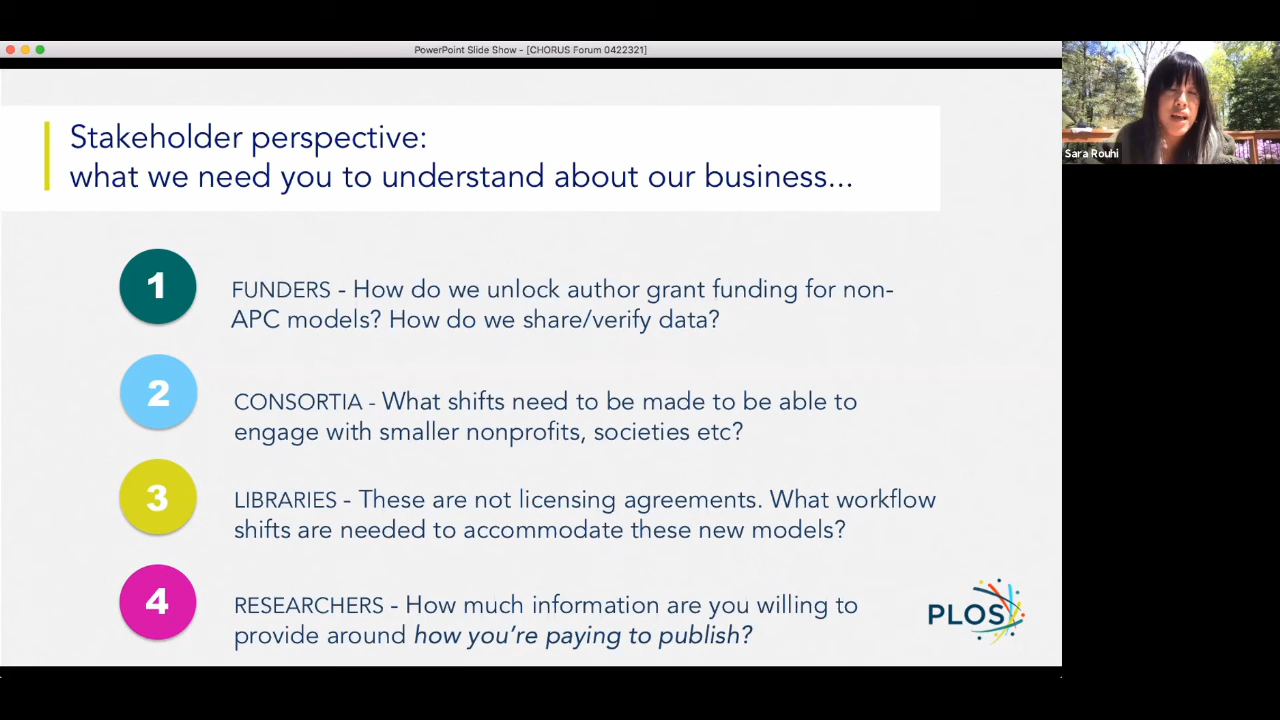 PowerPoint Slide Show - [CHORUS Forum 0422321]
Stakeholder perspective:
what we need you to understand about our business...
1
FUNDERS - How do we unlock author grant funding for non-
APC models? How do we share/verify data?
2
CONSORTIA - What shifts need to be made to be able to
engage with smaller nonprofits, societies etc?
3
LIBRARIES - These are not licensing agreements. What workflow
shifts are needed to accommodate these new models?
4
RESEARCHERS - How much information are you willing to
provide around how you're paying to publish?
PLOS
Sara Rouhi